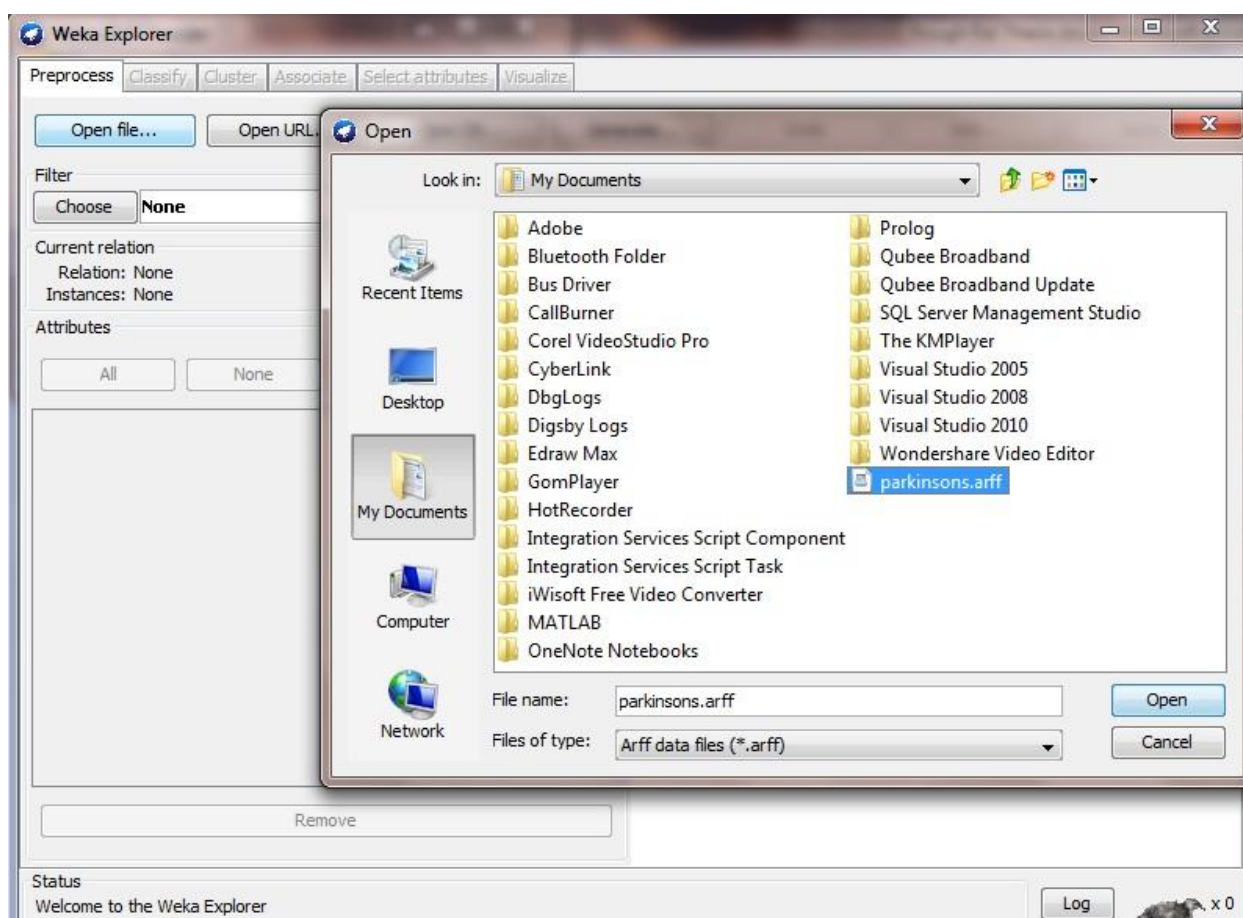 Weka Explorer
Preprocess Classify Cluster Associate Select attributes Visualize
Open file...
Open URL.
Filter
Choose None
Current relation
Relation: None
Instances: None
Attributes
All
None
Remove
Status
Welcome to the Weka Explorer
Log
x 0
Open
Look in:
My Documents
Recent Items
Desktop
My Documents
Computer
Network
Adobe
Bluetooth Folder
Bus Driver
CallBurner
Corel VideoStudio Pro
CyberLink
DbgLogs
Digsby Logs
Edraw Max
GomPlayer
HotRecorder
Integration Services Script Component
Integration Services Script Task
iWisoft Free Video Converter
MATLAB
OneNote Notebooks
Prolog
Qubee Broadband
Qubee Broadband Update
SQL Server Management Studio
The KMPlayer
Visual Studio 2005
Visual Studio 2008
Visual Studio 2010
Wondershare Video Editor
parkinsons.arff
File name:
parkinsons.arff
Open
Files of type:
Arff data files (*.arff)
Cancel